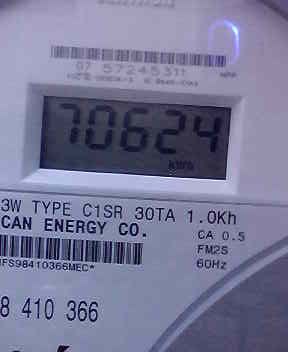 07 57245311
70624
kWh
3W TYPE C1SR 30TA 1.0Kh
CAN ENERGY CO.
CA 0.5
FM2S
60Hz
IFS98410366MEC*
8 410 366